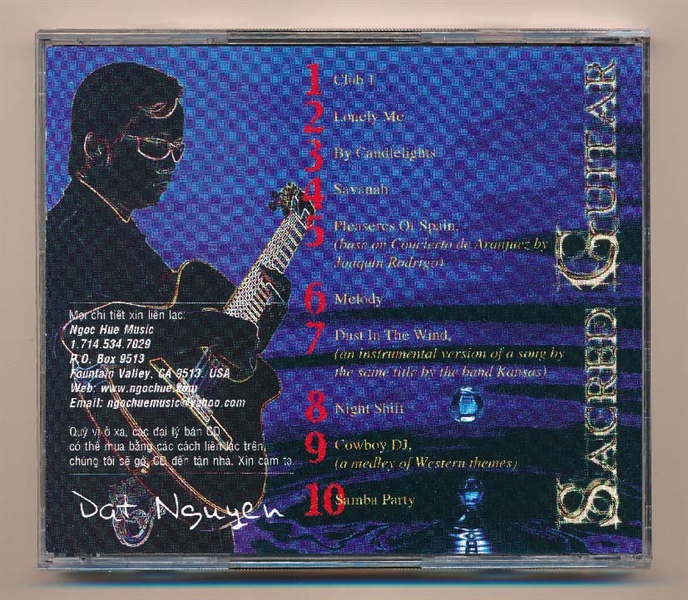 1 Club 1
2 Lonely Me
3 By Candlelights
4 Savanah
5 Pleaseres Of Spain,
(base on Concierto de Aranjuez by
Joaquin Rodrigo)
6 Melody
7 Dust In The Wind,
(an instrumental version of a song by
the same title by the band Kansas)
8 Night Shift
9 Cowboy DJ,
(a medley of Western themes)
10 Samba Party
SACRED GUITAR
Mọi chi tiết xin liên lạc:
Ngoc Hue Music
1.714.534.7029
P.O. Box 9513
Fountain Valley, CA 9513. USA
Web: www.ngochue.com
Email: ngochuemusic@yahoo.com
Quý vị ở xa, các đại lý bán CD
có thể mua bằng các cách liên lạc trên,
chúng tôi sẽ gởi CD đến tận nhà. Xin cảm tạ.
Dat Nguyen